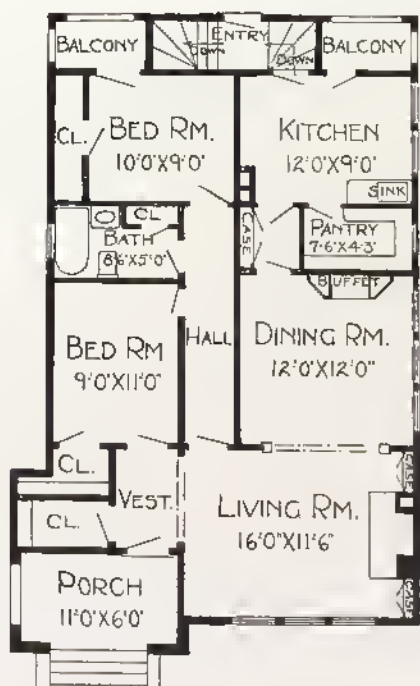 BALCONY
DOWN
ENTRY
DOWN
BALCONY
CL.
BED RM.
10'0"X9'0"
KITCHEN
12'0"X9'0"
SINK
CL
BATH
8'6"X5'0"
CASE
PANTRY
7'-6"X4'-3"
BUFFET
BED RM
9'0"X11'0"
HALL
DINING RM.
12'0"X12'0"
CL.
VEST.
CL.
LIVING RM.
16'0"X11'6"
CASE
CASE
PORCH
11'0"X6'0"